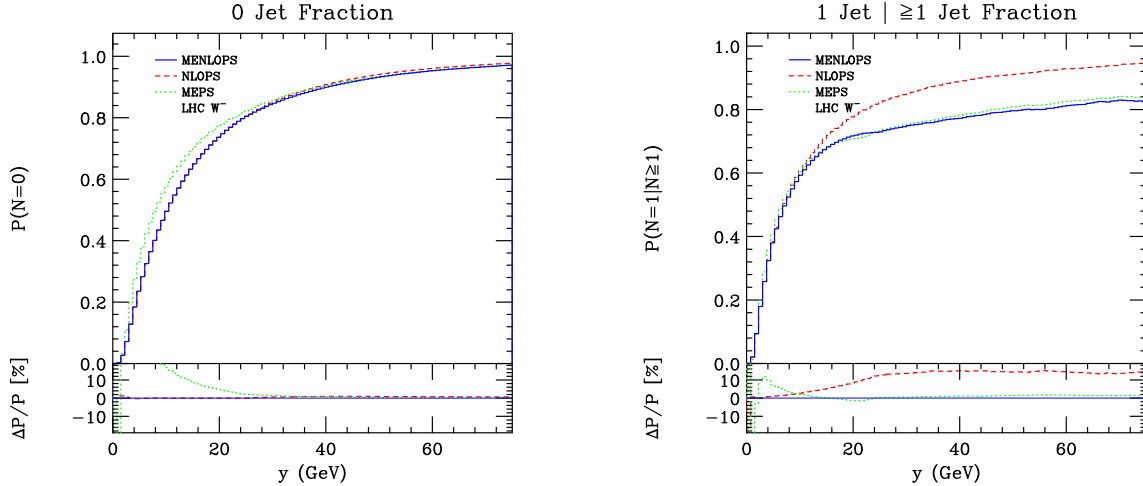 0 Jet Fraction
MENLOPS
NLOPS
MEPS
LHC W⁻
P(N=0)
1.0
0.8
0.6
0.4
0.2
0.0
ΔP/P [%]
10
0
−10
0
20
40
60
y (GeV)
1 Jet | ≧1 Jet Fraction
MENLOPS
NLOPS
MEPS
LHC W⁻
P(N=1|N≧1)
1.0
0.8
0.6
0.4
0.2
0.0
ΔP/P [%]
10
0
−10
0
20
40
60
y (GeV)